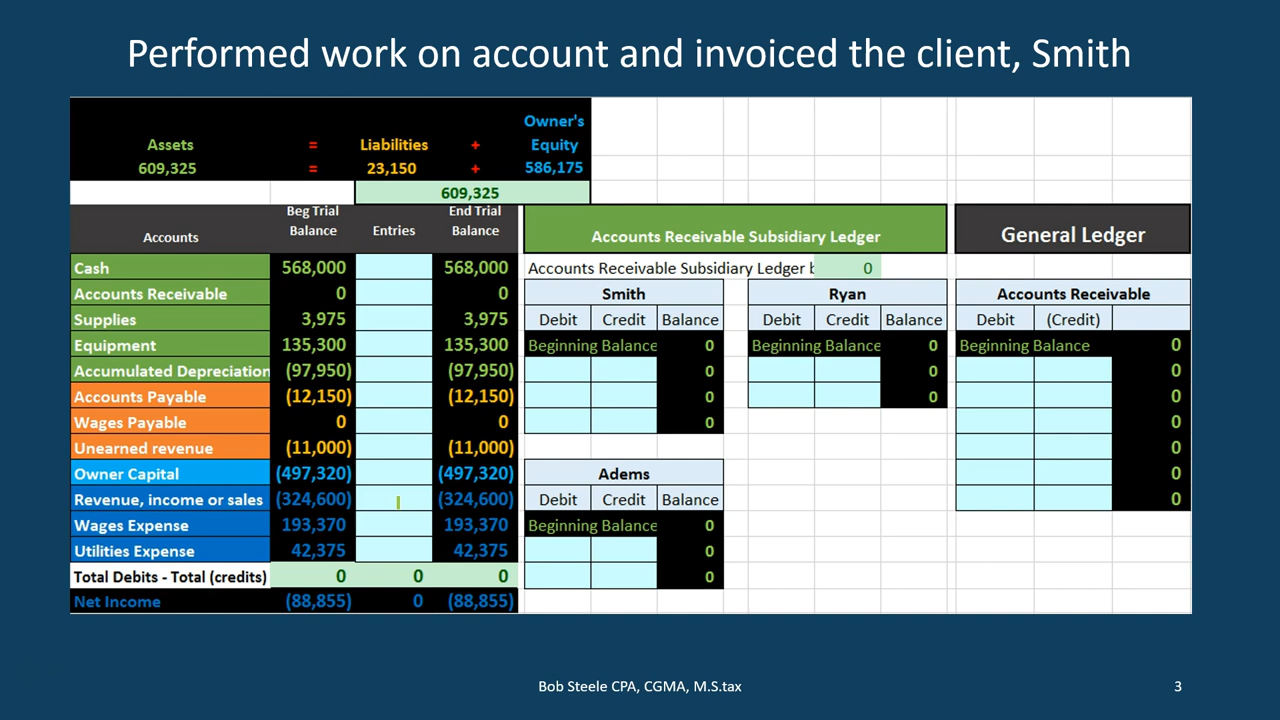 Performed work on account and invoiced the client, Smith
Assets = Liabilities + Owner's Equity
609,325 = 23,150 + 586,175
609,325
Accounts Beg Trial Balance Entries End Trial Balance
Cash 568,000 568,000
Accounts Receivable 0 0
Supplies 3,975 3,975
Equipment 135,300 135,300
Accumulated Depreciation (97,950) (97,950)
Accounts Payable (12,150) (12,150)
Wages Payable 0 0
Unearned revenue (11,000) (11,000)
Owner Capital (497,320) (497,320)
Revenue, income or sales (324,600) (324,600)
Wages Expense 193,370 193,370
Utilities Expense 42,375 42,375
Total Debits - Total (credits) 0 0 0
Net Income (88,855) 0 (88,855)
Accounts Receivable Subsidiary Ledger
Accounts Receivable Subsidiary Ledger b 0
Smith
Debit Credit Balance
Beginning Balance 0
0
0
0
Ryan
Debit Credit Balance
Beginning Balance 0
0
0
Adems
Debit Credit Balance
Beginning Balance 0
0
0
General Ledger
Accounts Receivable
Debit (Credit)
Beginning Balance 0
0
0
0
0
0
0
Bob Steele CPA, CGMA, M.S.tax
3